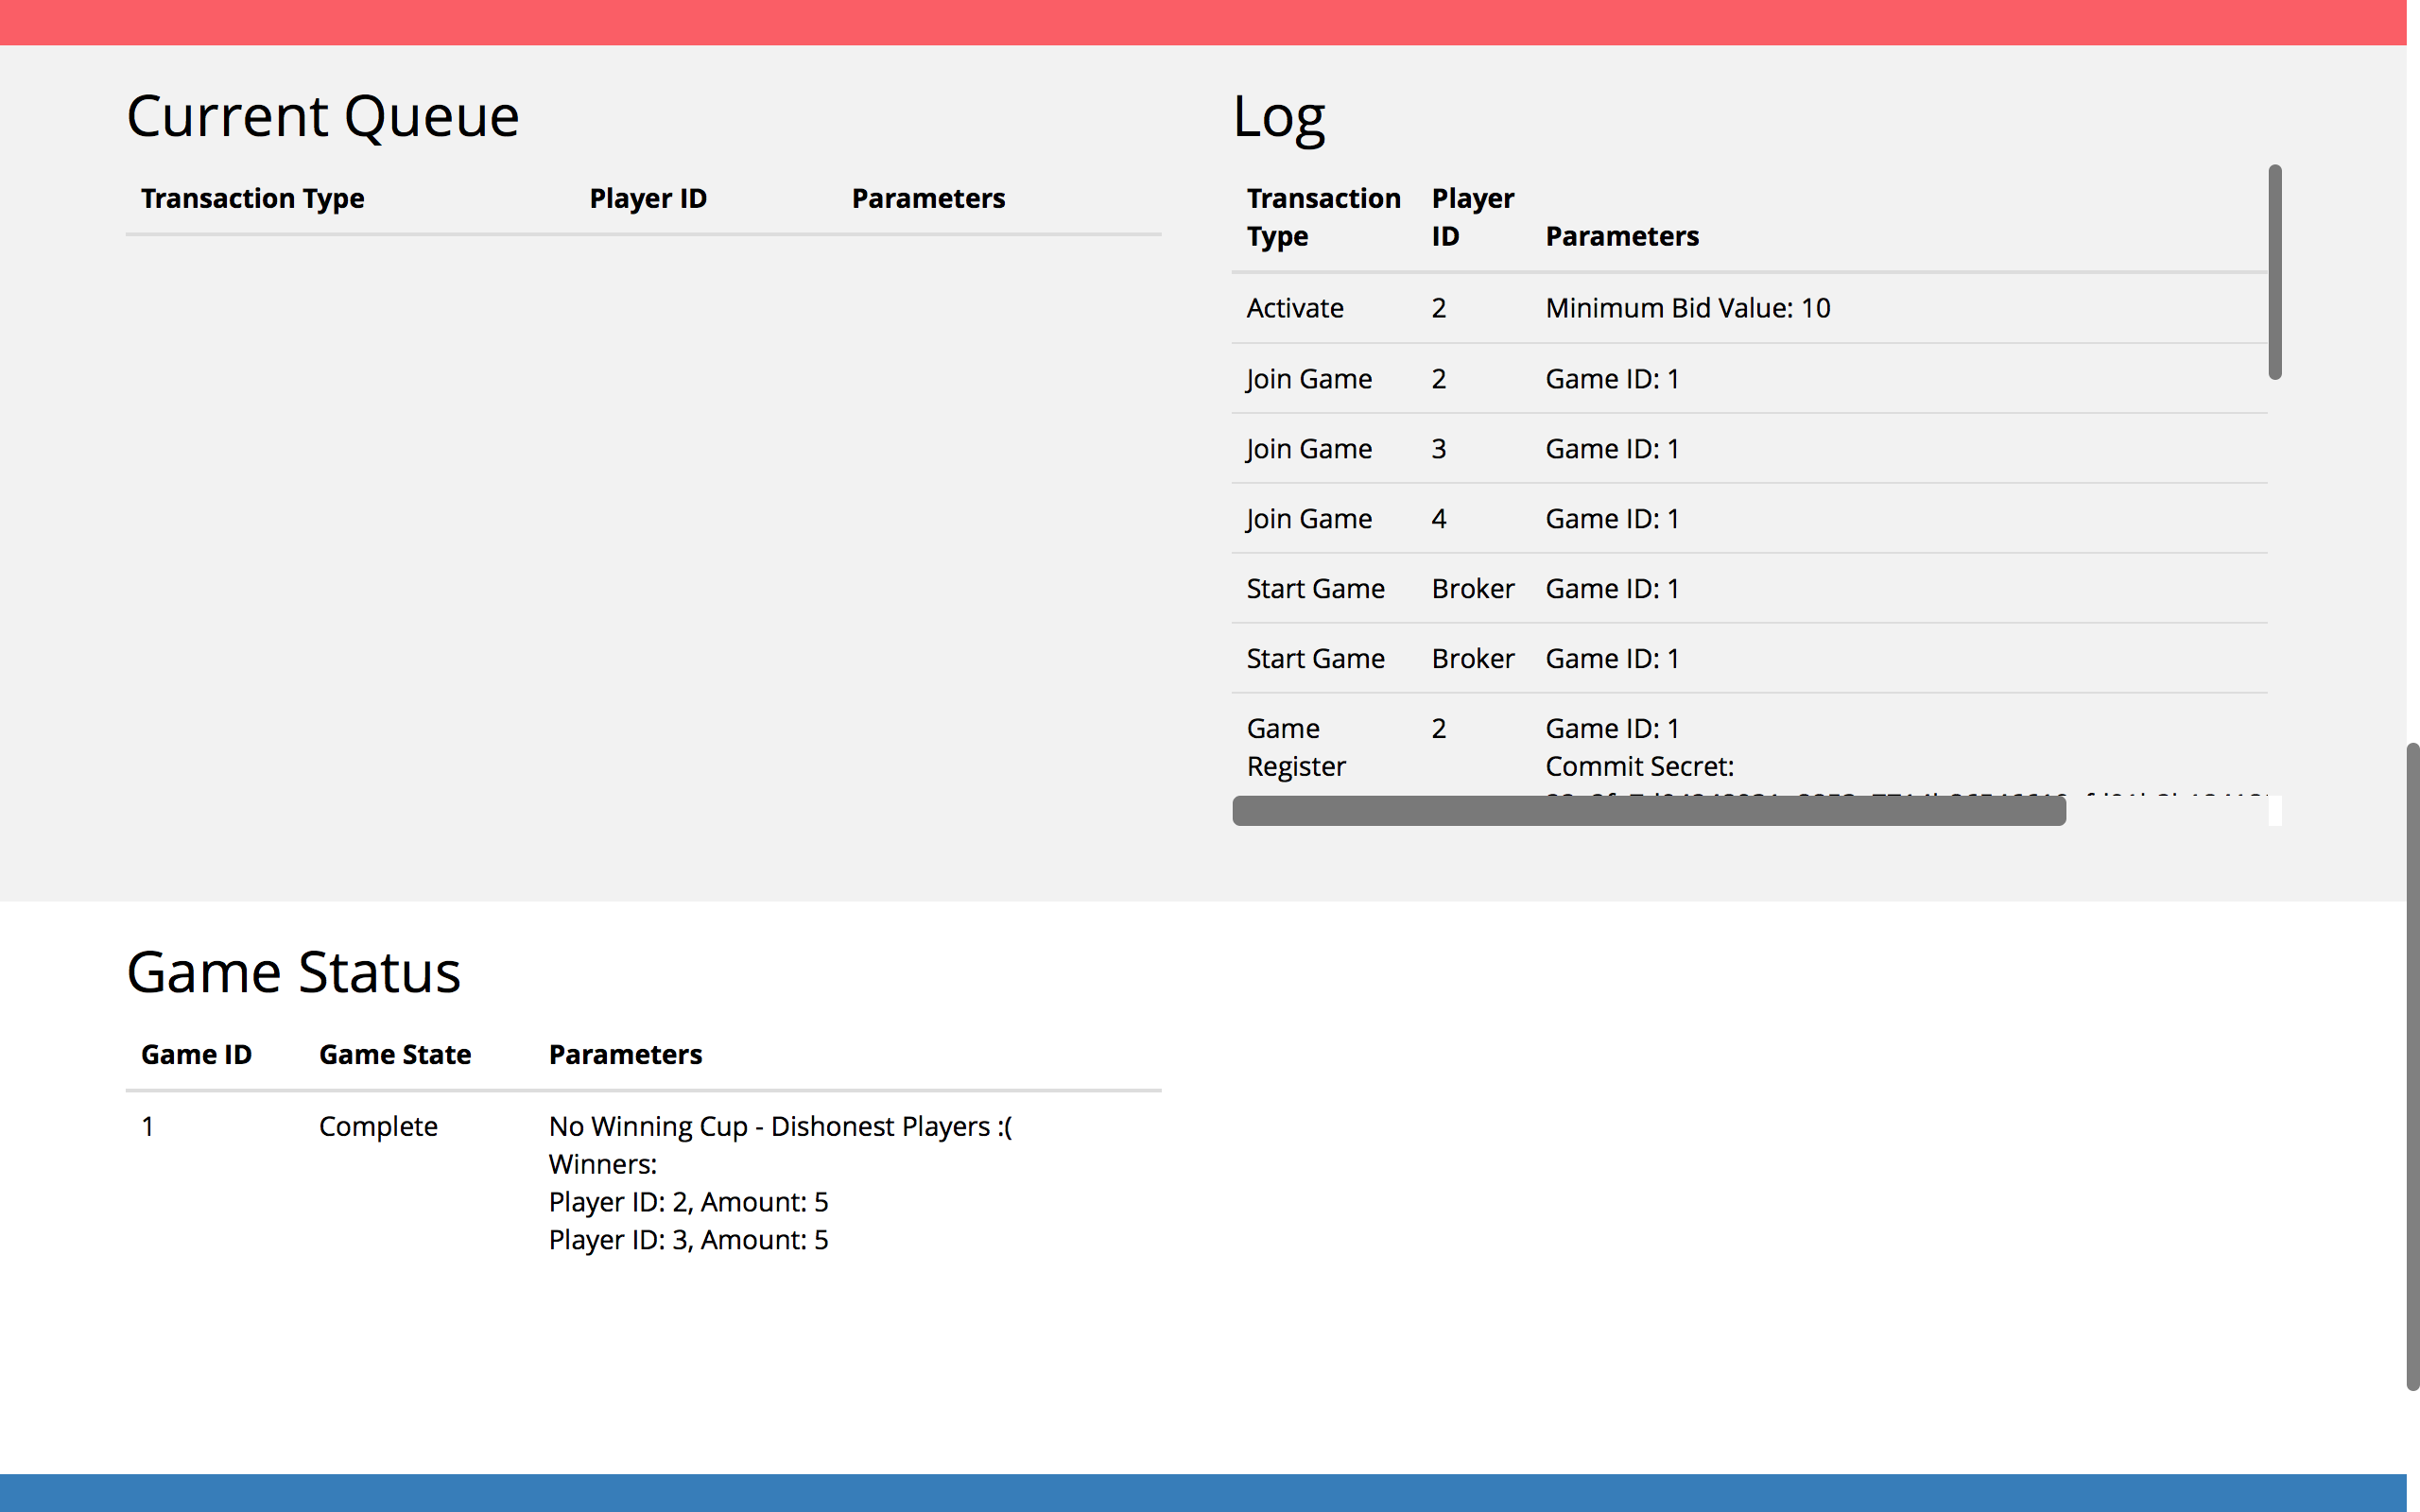 Current Queue
Transaction Type Player ID Parameters
Log
Transaction Type Player ID Parameters
Activate 2 Minimum Bid Value: 10
Join Game 2 Game ID: 1
Join Game 3 Game ID: 1
Join Game 4 Game ID: 1
Start Game Broker Game ID: 1
Start Game Broker Game ID: 1
Game Register 2 Game ID: 1
Commit Secret:
Game Status
Game ID Game State Parameters
1 Complete No Winning Cup - Dishonest Players :(
Winners:
Player ID: 2, Amount: 5
Player ID: 3, Amount: 5